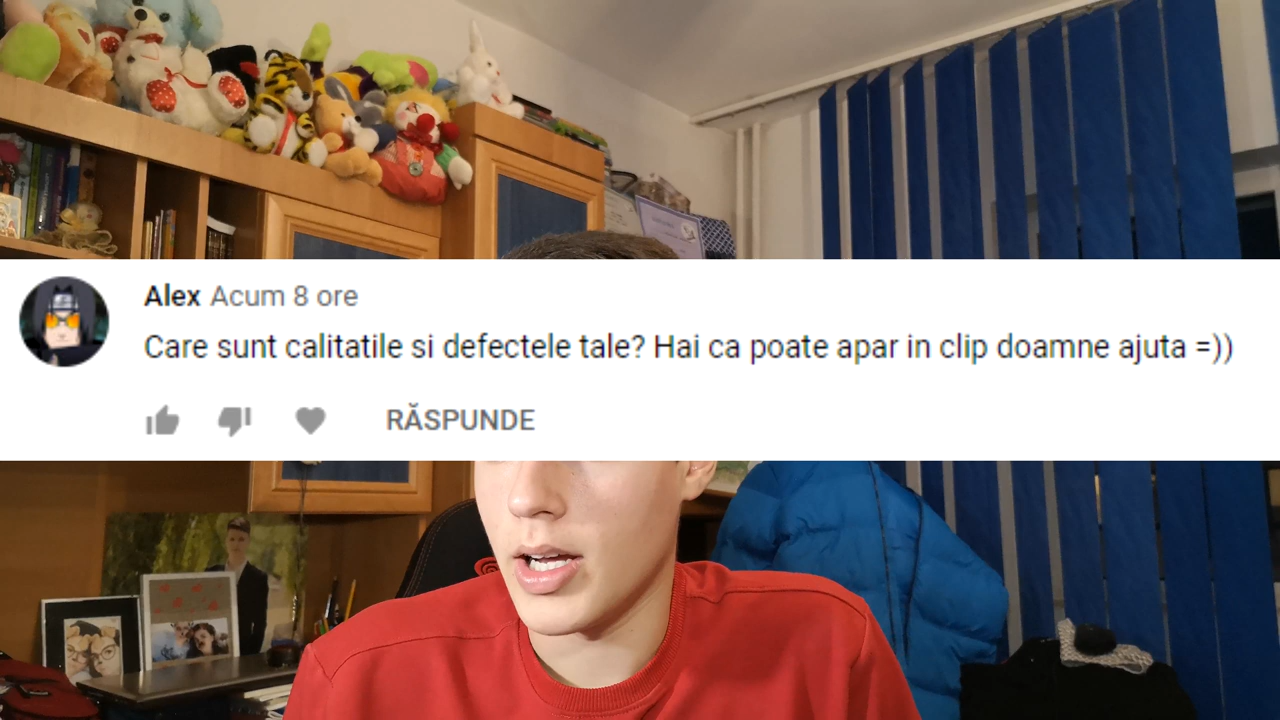 Alex Acum 8 ore
Care sunt calitatile si defectele tale? Hai ca poate apar in clip doamne ajuta =))
RĂSPUNDE